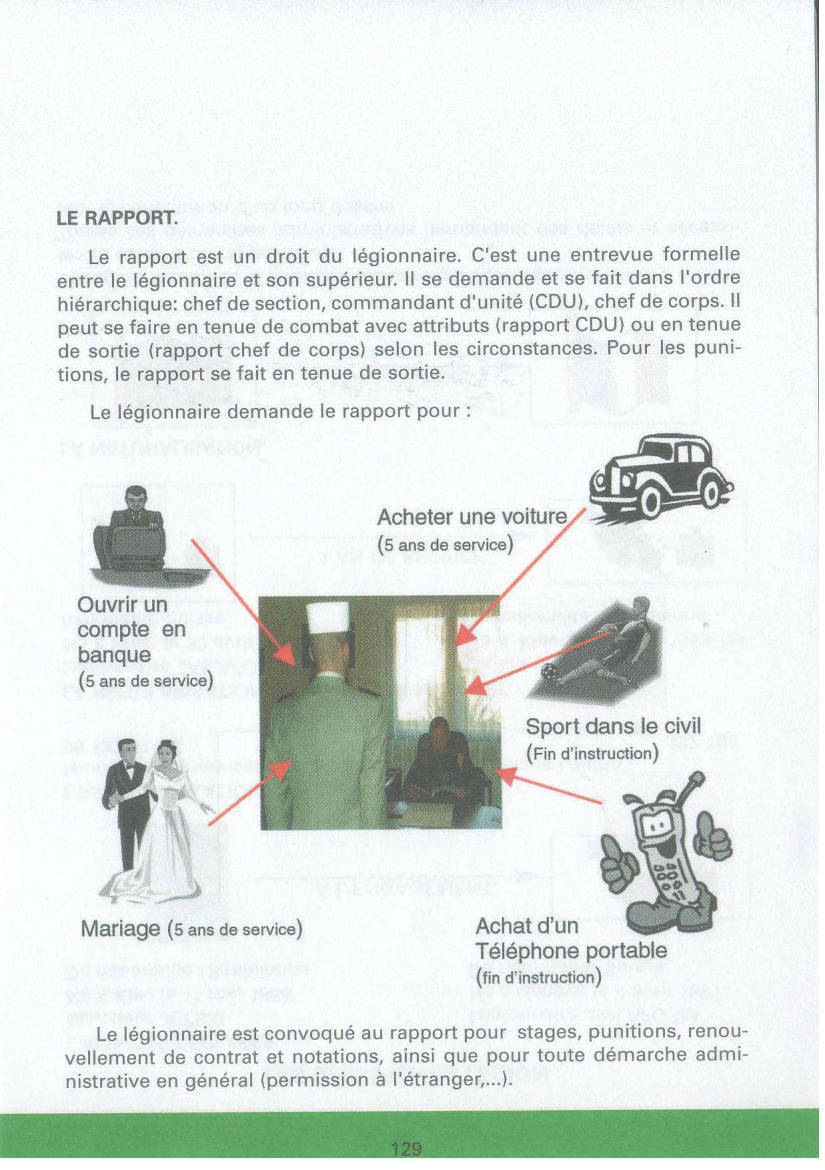 LE RAPPORT.
Le rapport est un droit du légionnaire. C'est une entrevue formelle
entre le légionnaire et son supérieur. Il se demande et se fait dans l'ordre
hiérarchique: chef de section, commandant d'unité (CDU), chef de corps. Il
peut se faire en tenue de combat avec attributs (rapport CDU) ou en tenue
de sortie (rapport chef de corps) selon les circonstances. Pour les puni-
tions, le rapport se fait en tenue de sortie.
Le légionnaire demande le rapport pour :
Acheter une voiture
(5 ans de service)
Ouvrir un
compte en
banque
(5 ans de service)
Sport dans le civil
(Fin d'instruction)
Mariage (5 ans de service)
Achat d'un
Téléphone portable
(fin d'instruction)
Le légionnaire est convoqué au rapport pour stages, punitions, renou-
vellement de contrat et notations, ainsi que pour toute démarche admi-
nistrative en général (permission à l'étranger,...).
129